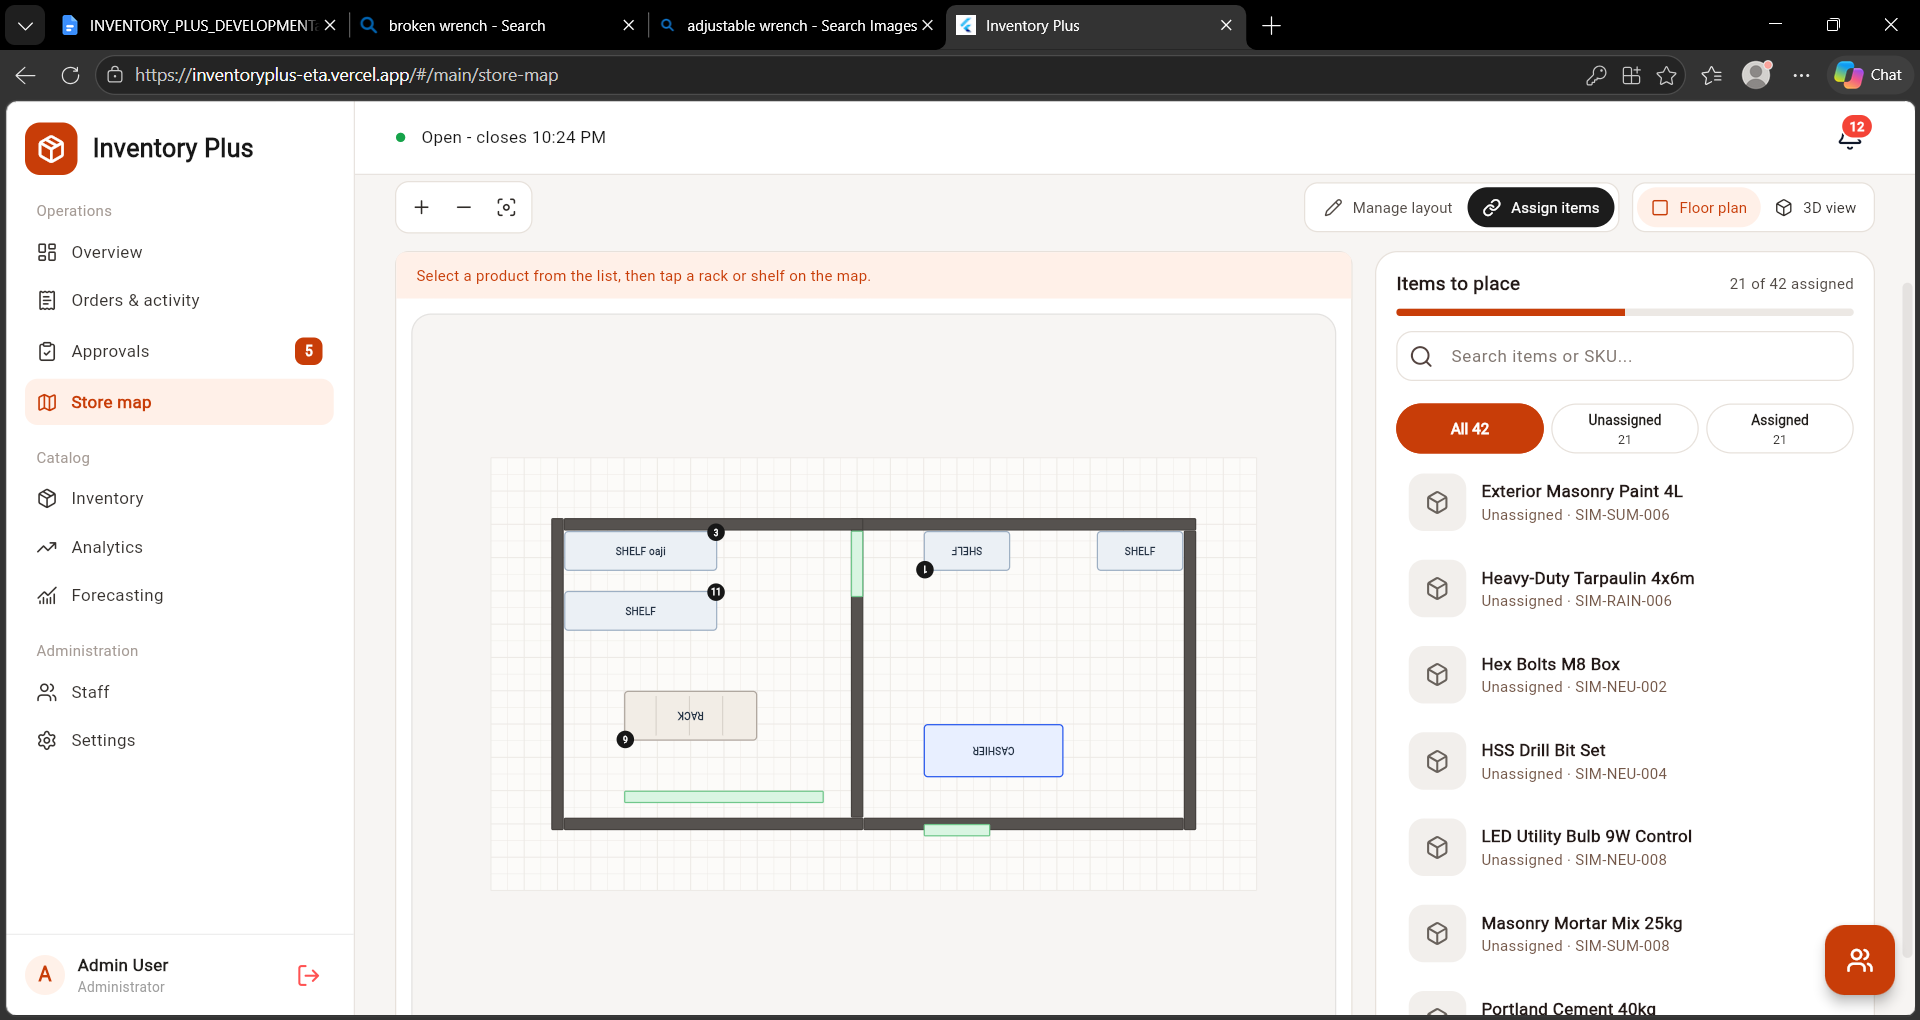 INVENTORY_PLUS_DEVELOPMENT
broken wrench - Search
adjustable wrench - Search Images
Inventory Plus
https://inventoryplus-eta.vercel.app/#/main/store-map
Chat
Inventory Plus
Open - closes 10:24 PM
12
Operations
Overview
Orders & activity
Approvals
5
Store map
Catalog
Inventory
Analytics
Forecasting
Administration
Staff
Settings
A
Admin User
Administrator
Manage layout
Assign items
Floor plan
3D view
Select a product from the list, then tap a rack or shelf on the map.
SHELF oaji
3
SHELF
11
RACK
9
SHELF
1
SHELF
CASHIER
Items to place
21 of 42 assigned
Search items or SKU...
All 42
Unassigned
21
Assigned
21
Exterior Masonry Paint 4L
Unassigned · SIM-SUM-006
Heavy-Duty Tarpaulin 4x6m
Unassigned · SIM-RAIN-006
Hex Bolts M8 Box
Unassigned · SIM-NEU-002
HSS Drill Bit Set
Unassigned · SIM-NEU-004
LED Utility Bulb 9W Control
Unassigned · SIM-NEU-008
Masonry Mortar Mix 25kg
Unassigned · SIM-SUM-008
Portland Cement 40kg